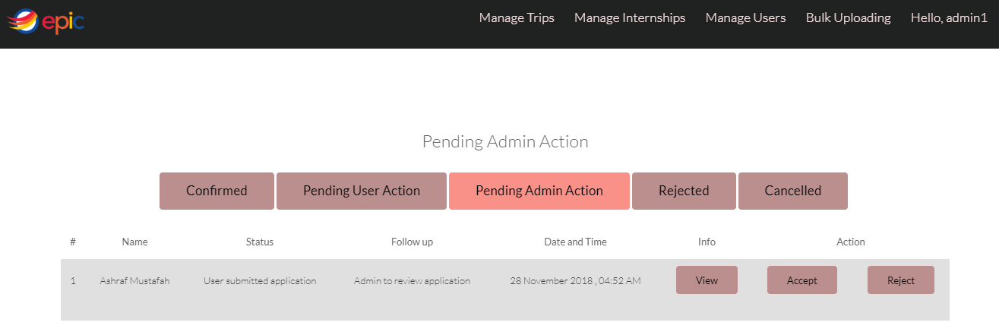 epic Manage Trips Manage Internships Manage Users Bulk Uploading Hello, admin1
Pending Admin Action
Confirmed Pending User Action Pending Admin Action Rejected Cancelled
# Name Status Follow up Date and Time Info Action
1 Ashraf Mustafah User submitted application Admin to review application 28 November 2018 , 04:52 AM View Accept Reject